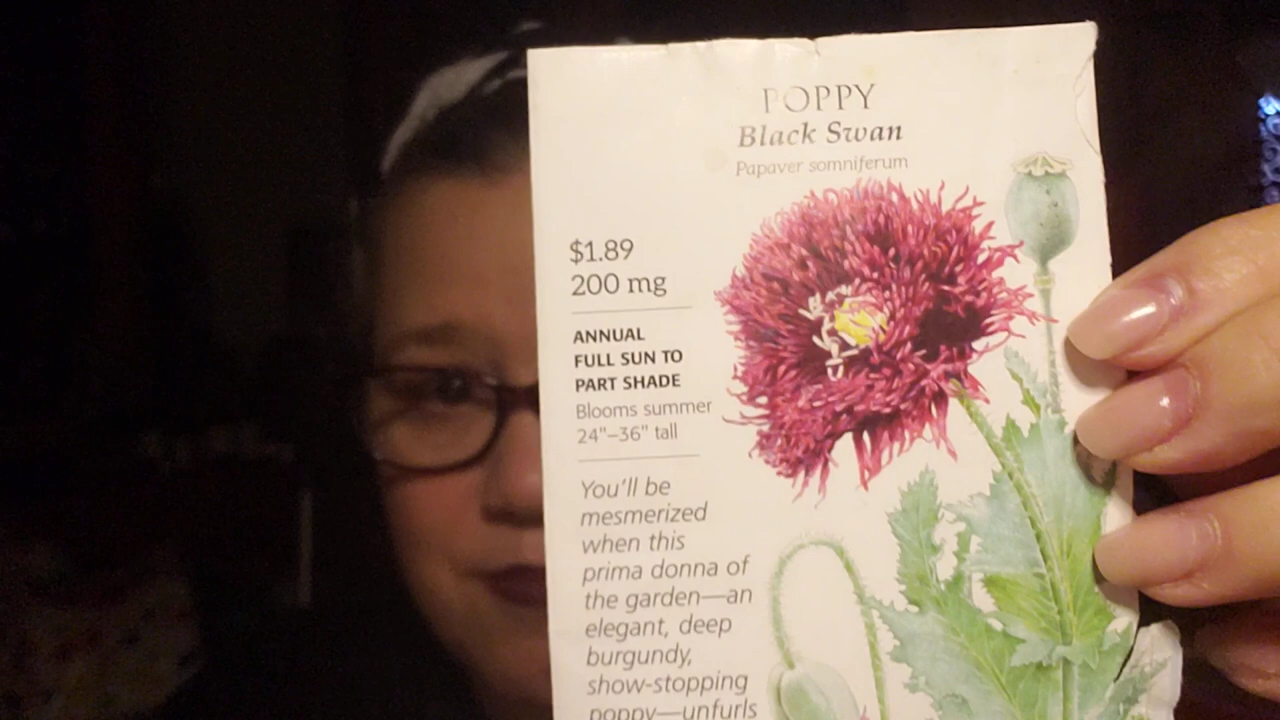 POPPY
Black Swan
Papaver somniferum
$1.89
200 mg
ANNUAL
FULL SUN TO
PART SHADE
Blooms summer
24"–36" tall
You'll be
mesmerized
when this
prima donna of
the garden—an
elegant, deep
burgundy,
show-stopping
poppy—unfurls